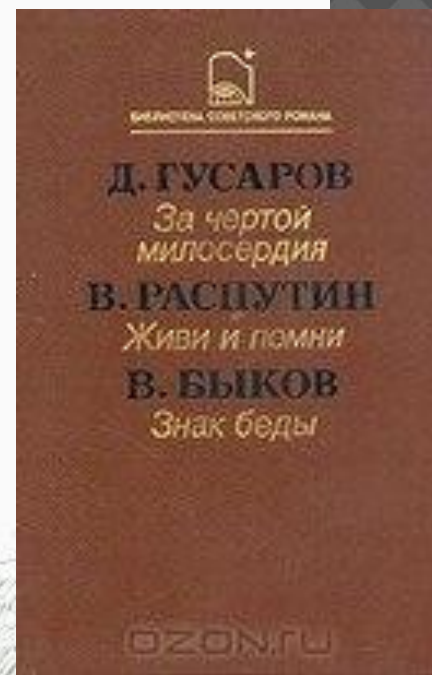 БИБЛИОТЕКА СОВЕТСКОГО РОМАНА
Д. ГУСАРОВ
За чертой
милосердия
В. РАСПУТИН
Живи и помни
В. БЫКОВ
Знак беды
OZON.ru